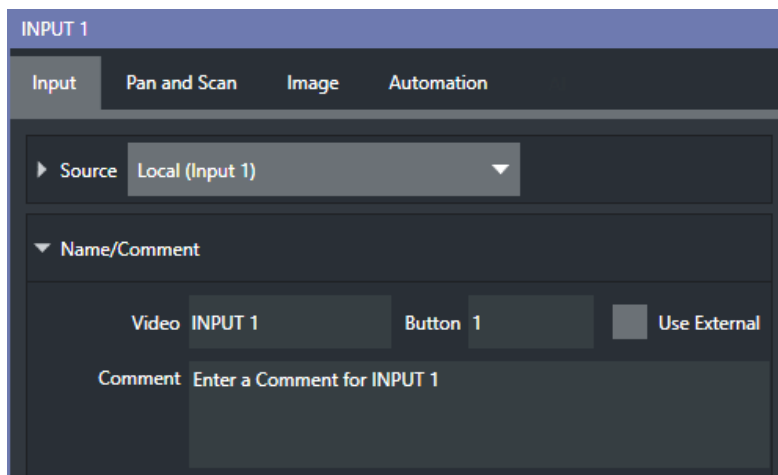 INPUT 1
Input Pan and Scan Image Automation
Source Local (Input 1)
Name/Comment
Video INPUT 1 Button 1 Use External
Comment Enter a Comment for INPUT 1